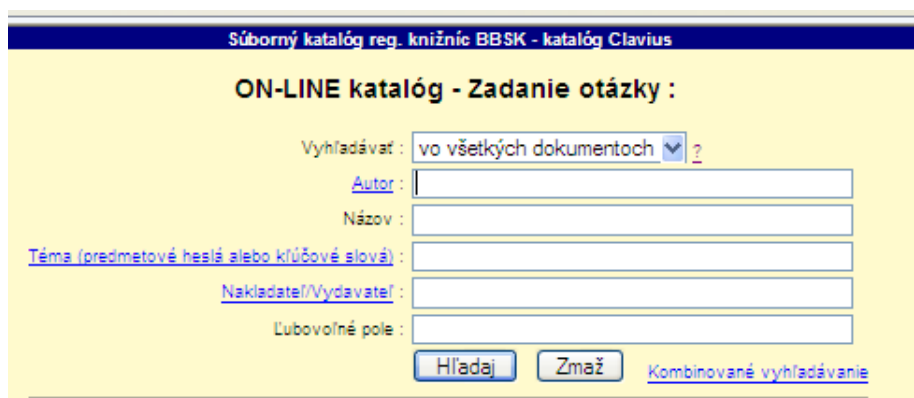 Súborný katalóg reg. knižníc BBSK - katalóg Clavius
ON-LINE katalóg - Zadanie otázky :
Vyhľadávať : vo všetkých dokumentoch ?
Autor :
Názov :
Téma (predmetové heslá alebo kľúčové slová) :
Nakladateľ/Vydavateľ :
Ľubovoľné pole :
Hľadaj Zmaž Kombinované vyhľadávanie